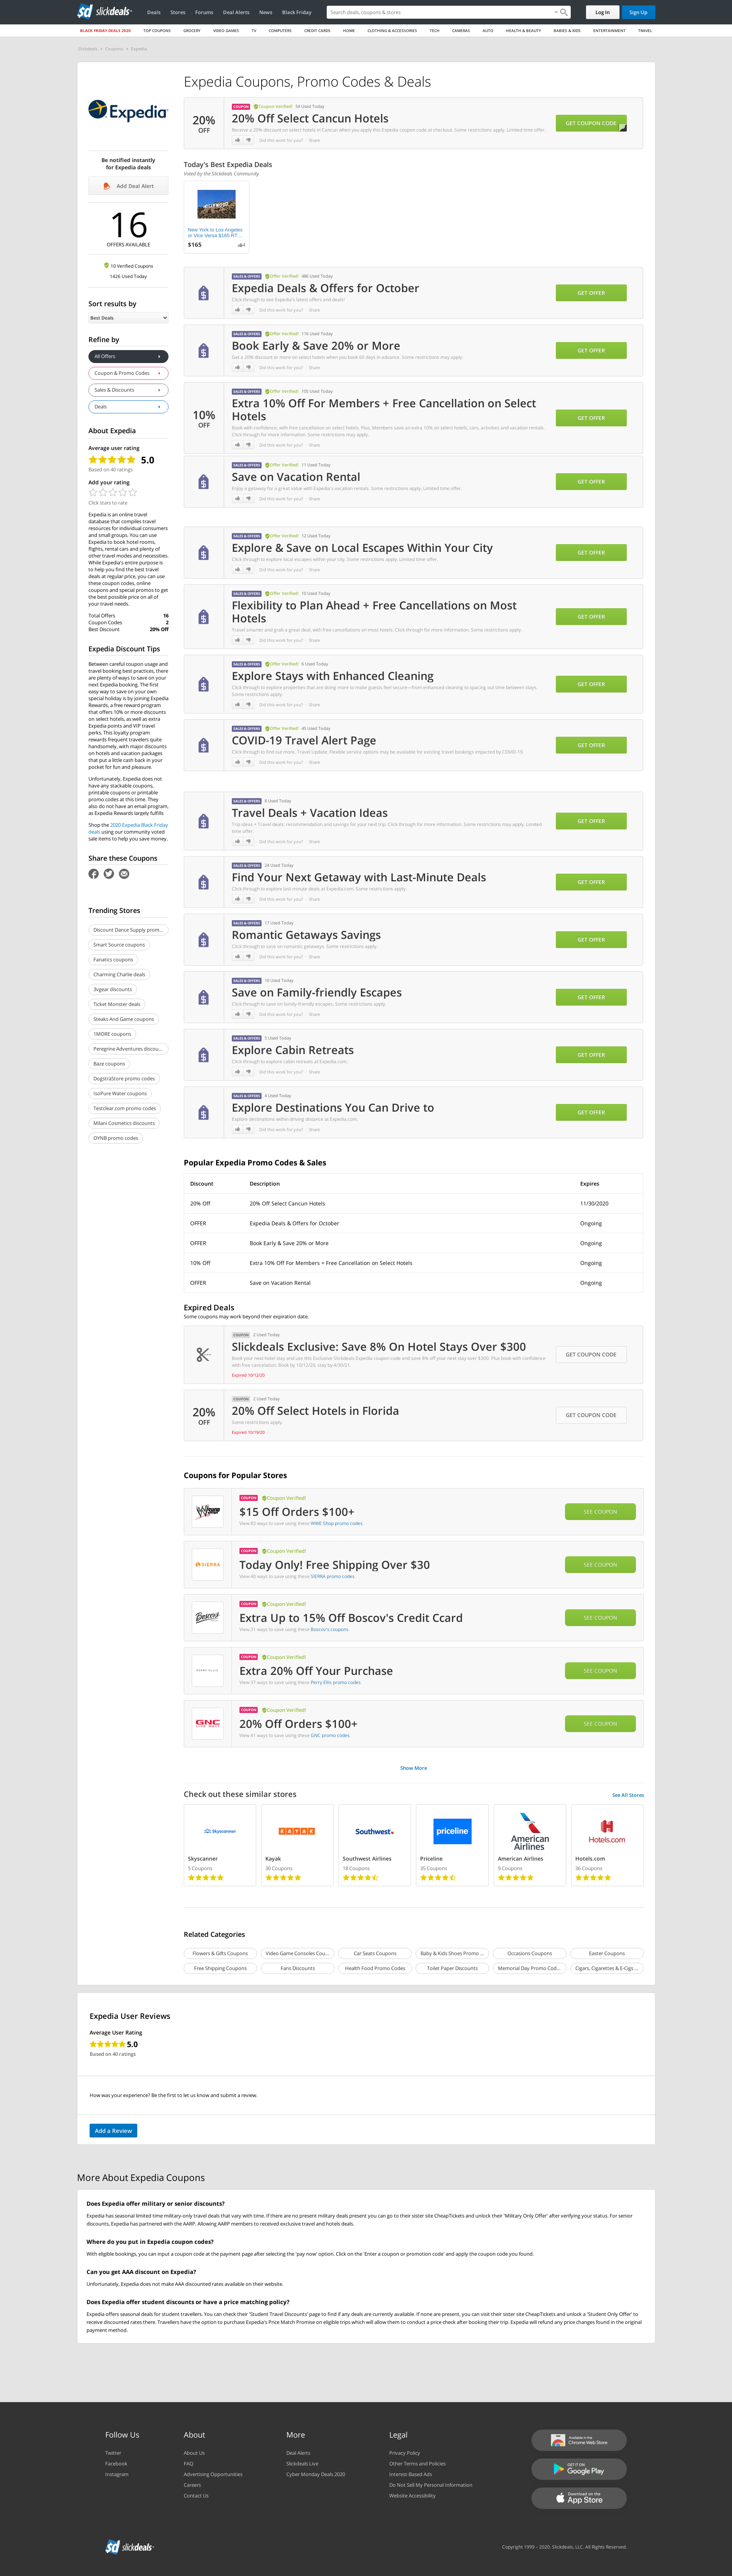 sd slickdeals
Deals Stores Forums Deal Alerts News Black Friday
Search deals, coupons & stores
Log In Sign Up
BLACK FRIDAY DEALS 2020 TOP COUPONS GROCERY VIDEO GAMES TV COMPUTERS CREDIT CARDS HOME CLOTHING & ACCESSORIES TECH CAMERAS AUTO HEALTH & BEAUTY BABIES & KIDS ENTERTAINMENT TRAVEL
Slickdeals > Coupons > Expedia
Expedia
Be notified instantly
for Expedia deals
Add Deal Alert
16
OFFERS AVAILABLE
10 Verified Coupons
1426 Used Today
Sort results by
Best Deals
Refine by
All Offers
Coupon & Promo Codes
Sales & Discounts
Deals
About Expedia
Average user rating
5.0
Based on 40 ratings
Add your rating
Click stars to rate
Expedia is an online travel
database that compiles travel
resources for individual consumers
and small groups. You can use
Expedia to book hotel rooms,
flights, rental cars and plenty of
other travel modes and necessities.
While Expedia's entire purpose is
to help you find the best travel
deals at regular price, you can use
these coupon codes, online
coupons and special promos to get
the best possible price on all of
your travel needs.
Total Offers 16
Coupon Codes 2
Best Discount 20% Off
Expedia Discount Tips
Between careful coupon usage and
travel booking best practices, there
are plenty of ways to save on your
next Expedia booking. The first
easy way to save on your own
special holiday is by joining Expedia
Rewards, a free reward program
that offers 10% or more discounts
on select hotels, as well as extra
Expedia points and VIP travel
perks. This loyalty program
rewards frequent travelers quite
handsomely, with major discounts
on hotels and vacation packages
that put a little cash back in your
pocket for fun and pleasure.
Unfortunately, Expedia does not
have any stackable coupons,
printable coupons or printable
promo codes at this time. They
also do not have an email program,
as Expedia Rewards largely fulfills
Shop the 2020 Expedia Black Friday
deals using our community voted
sale items to help you save money.
Share these Coupons
Trending Stores
Discount Dance Supply prom...
Smart Source coupons
Fanatics coupons
Charming Charlie deals
3vgear discounts
Ticket Monster deals
Steaks And Game coupons
1MORE coupons
Peregrine Adventures discou...
Baze coupons
DogstraStore promo codes
IsoPure Water coupons
Testclear.com promo codes
Milani Cosmetics discounts
OYNB promo codes
Expedia Coupons, Promo Codes & Deals
20%
OFF
COUPON Coupon Verified! 34 Used Today
20% Off Select Cancun Hotels
Receive a 20% discount on select hotels in Cancun when you apply this Expedia coupon code at checkout. Some restrictions apply. Limited time offer.
Did this work for you? Share
GET COUPON CODE
Today's Best Expedia Deals
Voted by the Slickdeals Community
New York to Los Angeles
or Vice Versa $165 RT...
$165
SALES & OFFERS Offer Verified! 486 Used Today
Expedia Deals & Offers for October
Click through to see Expedia's latest offers and deals!
Did this work for you? Share
GET OFFER
SALES & OFFERS Offer Verified! 110 Used Today
Book Early & Save 20% or More
Get a 20% discount or more on select hotels when you book 60 days in advance. Some restrictions may apply.
Did this work for you? Share
GET OFFER
10%
OFF
SALES & OFFERS Offer Verified! 105 Used Today
Extra 10% Off For Members + Free Cancellation on Select
Hotels
Book with confidence, with free cancellation on select hotels. Plus, Members save an extra 10% on select hotels, cars, activities and vacation rentals.
Click through for more information. Some restrictions may apply.
Did this work for you? Share
GET OFFER
SALES & OFFERS Offer Verified! 11 Used Today
Save on Vacation Rental
Enjoy a getaway for a great value with Expedia's vacation rentals. Some restrictions apply. Limited time offer.
Did this work for you? Share
GET OFFER
SALES & OFFERS Offer Verified! 12 Used Today
Explore & Save on Local Escapes Within Your City
Click through to explore local escapes within your city. Some restrictions apply. Limited time offer.
Did this work for you? Share
GET OFFER
SALES & OFFERS Offer Verified! 10 Used Today
Flexibility to Plan Ahead + Free Cancellations on Most
Hotels
Travel smarter and grab a great deal, with free cancellations on most hotels. Click through for more information. Some restrictions apply.
Did this work for you? Share
GET OFFER
SALES & OFFERS Offer Verified! 6 Used Today
Explore Stays with Enhanced Cleaning
Click through to explore properties that are doing more to make guests feel secure—from enhanced cleaning to spacing out time between stays.
Some restrictions apply.
Did this work for you? Share
GET OFFER
SALES & OFFERS Offer Verified! 45 Used Today
COVID-19 Travel Alert Page
Click through to find out more. Travel Update: Flexible service options may be available for existing travel bookings impacted by COVID-19.
Did this work for you? Share
GET OFFER
SALES & OFFERS 8 Used Today
Travel Deals + Vacation Ideas
Trip ideas + Travel deals: recommendation and savings for your next trip. Click through for more information. Some restrictions may apply. Limited
time offer.
Did this work for you? Share
GET OFFER
SALES & OFFERS 24 Used Today
Find Your Next Getaway with Last-Minute Deals
Click through to explore last-minute deals at Expedia.com. Some restrictions apply.
Did this work for you? Share
GET OFFER
SALES & OFFERS 17 Used Today
Romantic Getaways Savings
Click through to save on romantic getaways. Some restrictions apply.
Did this work for you? Share
GET OFFER
SALES & OFFERS 10 Used Today
Save on Family-friendly Escapes
Click through to save on family-friendly escapes. Some restrictions apply.
Did this work for you? Share
GET OFFER
SALES & OFFERS 5 Used Today
Explore Cabin Retreats
Click through to explore cabin retreats at Expedia.com.
Did this work for you? Share
GET OFFER
SALES & OFFERS 4 Used Today
Explore Destinations You Can Drive to
Explore destinations within driving distance at Expedia.com.
Did this work for you? Share
GET OFFER
Popular Expedia Promo Codes & Sales
Discount Description Expires
20% Off 20% Off Select Cancun Hotels 11/30/2020
OFFER Expedia Deals & Offers for October Ongoing
OFFER Book Early & Save 20% or More Ongoing
10% Off Extra 10% Off For Members + Free Cancellation on Select Hotels Ongoing
OFFER Save on Vacation Rental Ongoing
Expired Deals
Some coupons may work beyond their expiration date.
COUPON 2 Used Today
Slickdeals Exclusive: Save 8% On Hotel Stays Over $300
Book your next hotel stay and use this Exclusive Slickdeals Expedia coupon code and save 8% off your next stay over $300. Plus book with confidence
with free cancelation. Book by 10/12/20, stay by 4/30/21.
Expired 10/12/20
GET COUPON CODE
20%
OFF
COUPON 2 Used Today
20% Off Select Hotels in Florida
Some restrictions apply.
Expired 10/19/20
GET COUPON CODE
Coupons for Popular Stores
COUPON Coupon Verified!
$15 Off Orders $100+
View 83 ways to save using these WWE Shop promo codes.
SEE COUPON
SIERRA
COUPON Coupon Verified!
Today Only! Free Shipping Over $30
View 40 ways to save using these SIERRA promo codes.
SEE COUPON
Boscov's
COUPON Coupon Verified!
Extra Up to 15% Off Boscov's Credit Ccard
View 31 ways to save using these Boscov's coupons.
SEE COUPON
PERRY ELLIS
COUPON Coupon Verified!
Extra 20% Off Your Purchase
View 37 ways to save using these Perry Ellis promo codes.
SEE COUPON
GNC
LIVE WELL
COUPON Coupon Verified!
20% Off Orders $100+
View 61 ways to save using these GNC promo codes.
SEE COUPON
Show More
Check out these similar stores See All Stores
Skyscanner KAYAK Southwest priceline American Airlines Hotels.com
Skyscanner Kayak Southwest Airlines Priceline American Airlines Hotels.com
5 Coupons 30 Coupons 18 Coupons 35 Coupons 9 Coupons 36 Coupons
Related Categories
Flowers & Gifts Coupons Video Game Consoles Cou... Car Seats Coupons Baby & Kids Shoes Promo ... Occasions Coupons Easter Coupons
Free Shipping Coupons Fans Discounts Health Food Promo Codes Toilet Paper Discounts Memorial Day Promo Cod... Cigars, Cigarettes & E-Cigs ...
Expedia User Reviews
Average User Rating
5.0
Based on 40 ratings
How was your experience? Be the first to let us know and submit a review.
Add a Review
More About Expedia Coupons
Does Expedia offer military or senior discounts?
Expedia has seasonal limited time military-only travel deals that vary with time. If there are no present military deals present you can go to their sister site CheapTickets and unlock their 'Military Only Offer' after verifying your status. For senior
discounts, Expedia has partnered with the AARP. Allowing AARP members to received exclusive travel and hotels deals.
Where do you put in Expedia coupon codes?
With eligible bookings, you can input a coupon code at the payment page after selecting the 'pay now' option. Click on the 'Enter a coupon or promotion code' and apply the coupon code you found.
Can you get AAA discount on Expedia?
Unfortunately, Expedia does not make AAA discounted rates available on their website.
Does Expedia offer student discounts or have a price matching policy?
Expedia offers seasonal deals for student travellers. You can check their 'Student Travel Discounts' page to find if any deals are currently available. If none are present, you can visit their sister site CheapTickets and unlock a 'Student Only Offer' to
receive discounted rates there. Travellers have the option to purchase Expedia's Price Match Promise on eligible trips which will allow them to conduct a price check after booking their trip. Expedia will refund any price changes found in the original
payment method.
Follow Us About More Legal
Twitter About Us Deal Alerts Privacy Policy
Facebook FAQ Slickdeals Live Other Terms and Policies
Instagram Advertising Opportunities Cyber Monday Deals 2020 Interest-Based Ads
Careers Do Not Sell My Personal Information
Contact Us Website Accessibility
Available in the
Chrome Web Store
GET IT ON
Google Play
Download on the
App Store
sd slickdeals
Copyright 1999 - 2020. Slickdeals, LLC. All Rights Reserved.